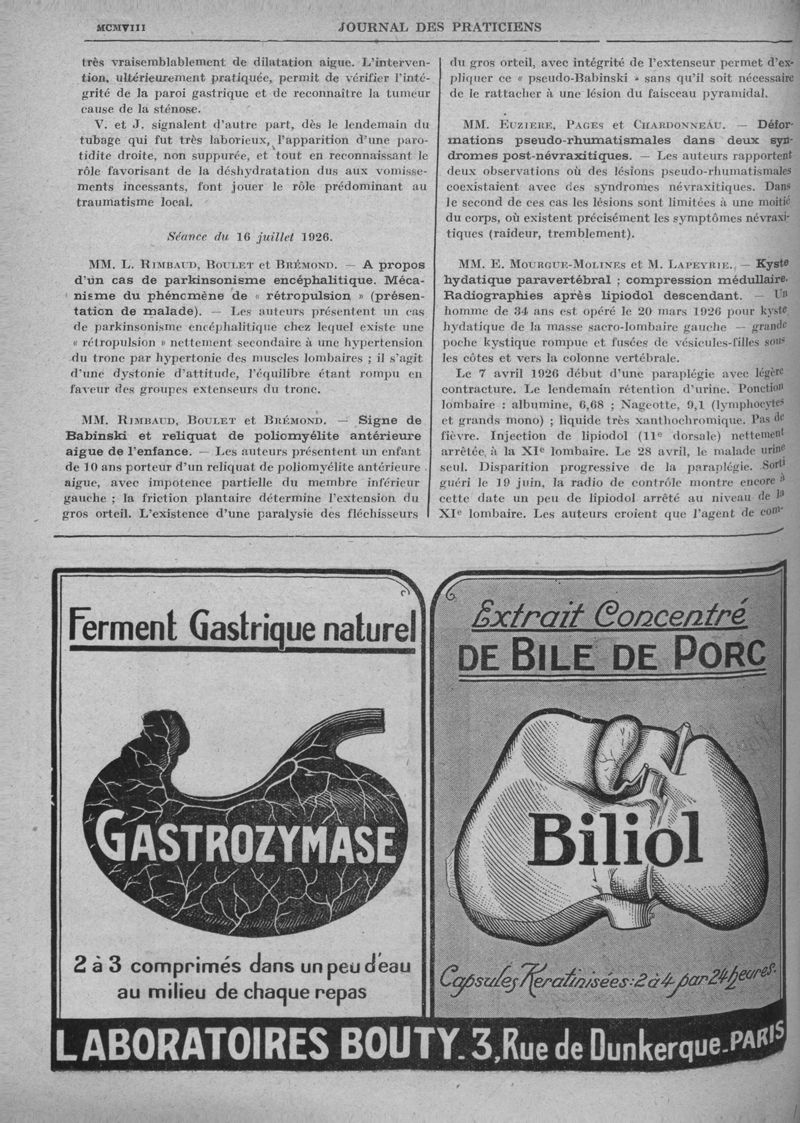 MCMVIII
JOURNAL DES PRATICIENS
très vraisemblablement de dilatation aigue. L'interven-
tion, ultérieurement pratiquée, permit de vérifier l'inté-
grité de la paroi gastrique et de reconnaître la tumeur
cause de la sténose.
V. et J. signalent d'autre part, dès le lendemain du
tubage qui fut très laborieux, l'apparition d'une paro-
tidite droite, non suppurée, et tout en reconnaissant le
rôle favorisant de la déshydratation dus aux vomisse-
ments incessants, font jouer le rôle prédominant au
traumatisme local.
Séance du 16 juillet 1926.
MM. L. RIMBAUD, BOULET et BRÉMOND. — A propos
d'un cas de parkinsonisme encéphalitique. Méca-
nisme du phénomène de « rétropulsion » (présen-
tation de malade). — Les auteurs présentent un cas
de parkinsonisme encéphalitique chez lequel existe une
« rétropulsion » nettement secondaire à une hypertension
du tronc par hypertonie des muscles lombaires ; il s'agit
d'une dystonie d'attitude, l'équilibre étant rompu en
faveur des groupes extenseurs du tronc.
MM. RIMBAUD, BOULET et BRÉMOND. — Signe de
Babinski et reliquat de poliomyélite antérieure
aigue de l'enfance. — Les auteurs présentent un enfant
de 10 ans porteur d'un reliquat de poliomyélite antérieure
aigue, avec impotence partielle du membre inférieur
gauche ; la friction plantaire détermine l'extension du
gros orteil. L'existence d'une paralysie des fléchisseurs
du gros orteil, avec intégrité de l'extenseur permet d'ex-
pliquer ce « pseudo-Babinski » sans qu'il soit nécessaire
de le rattacher à une lésion du faisceau pyramidal.
MM. EUZIERE, PAGES et CHARDONNEAU. — Défor-
mations pseudo-rhumatismales dans deux syn-
dromes post-névraxitiques. — Les auteurs rapportent
deux observations où des lésions pseudo-rhumatismales
coexistaient avec des syndromes névraxitiques. Dans
le second de ces cas les lésions sont limitées à une moitié
du corps, où existent précisément les symptômes névraxi-
tiques (raideur, tremblement).
MM. E. MOURGUE-MOLINES et M. LAPEYRIE. — Kyste
hydatique paravertébral ; compression médullaire.
Radiographies après lipiodol descendant. — Un
homme de 34 ans est opéré le 20 mars 1926 pour kyste
hydatique de la masse sacro-lombaire gauche — grande
poche kystique rompue et fusées de vésicules-filles sous
les côtes et vers la colonne vertébrale.
Le 7 avril 1926 début d'une paraplégie avec légère
contracture. Le lendemain rétention d'urine. Ponction
lombaire : albumine, 6,68 ; Nageotte, 9,1 (lymphocytes
et grands mono) ; liquide très xanthochromique. Pas de
fièvre. Injection de lipiodol (11e dorsale) nettement
arrêtée, à la XIe lombaire. Le 28 avril, le malade urine
seul. Disparition progressive de la paraplégie. Sorti
guéri le 19 juin, la radio de contrôle montre encore à
cette date un peu de lipiodol arrêté au niveau de la
XIe lombaire. Les auteurs croient que l'agent de com-
Ferment Gastrique naturel
GASTROZYMASE
2 à 3 comprimés dans un peu d'eau
au milieu de chaque repas
Extrait Concentré
DE BILE DE PORC
Biliol
Capsules Kératinisées: 2 à 4 par 24 heures.
LABORATOIRES BOUTY. 3, Rue de Dunkerque. PARIS